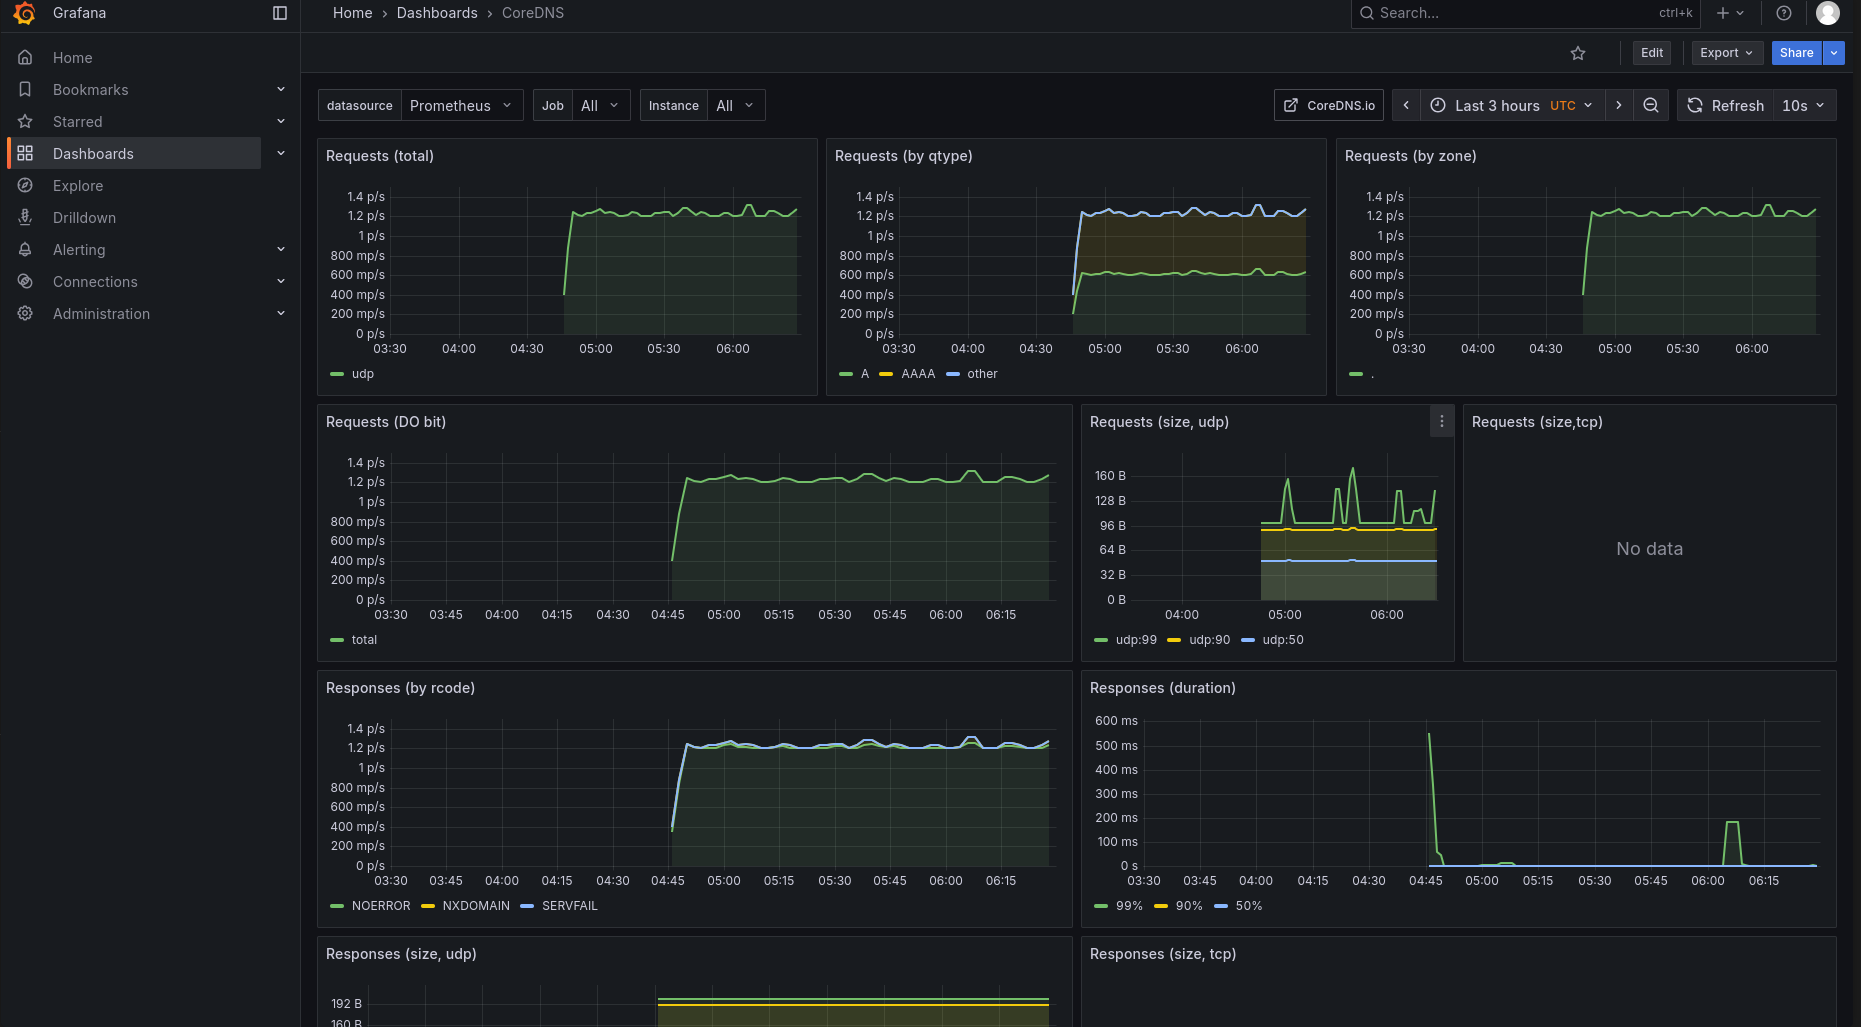 Grafana
Home › Dashboards › CoreDNS
Search... ctrl+k
Home
Bookmarks
Starred
Dashboards
Explore
Drilldown
Alerting
Connections
Administration
Edit Export Share
datasource Prometheus Job All Instance All
CoreDNS.io Last 3 hours UTC Refresh 10s
Requests (total)
1.4 p/s
1.2 p/s
1 p/s
800 mp/s
600 mp/s
400 mp/s
200 mp/s
0 p/s
03:30 04:00 04:30 05:00 05:30 06:00
udp
Requests (by qtype)
1.4 p/s
1.2 p/s
1 p/s
800 mp/s
600 mp/s
400 mp/s
200 mp/s
0 p/s
03:30 04:00 04:30 05:00 05:30 06:00
A AAAA other
Requests (by zone)
1.4 p/s
1.2 p/s
1 p/s
800 mp/s
600 mp/s
400 mp/s
200 mp/s
0 p/s
03:30 04:00 04:30 05:00 05:30 06:00
.
Requests (DO bit)
1.4 p/s
1.2 p/s
1 p/s
800 mp/s
600 mp/s
400 mp/s
200 mp/s
0 p/s
03:30 03:45 04:00 04:15 04:30 04:45 05:00 05:15 05:30 05:45 06:00 06:15
total
Requests (size, udp)
160 B
128 B
96 B
64 B
32 B
0 B
04:00 05:00 06:00
udp:99 udp:90 udp:50
Requests (size,tcp)
No data
Responses (by rcode)
1.4 p/s
1.2 p/s
1 p/s
800 mp/s
600 mp/s
400 mp/s
200 mp/s
0 p/s
03:30 03:45 04:00 04:15 04:30 04:45 05:00 05:15 05:30 05:45 06:00 06:15
NOERROR NXDOMAIN SERVFAIL
Responses (duration)
600 ms
500 ms
400 ms
300 ms
200 ms
100 ms
0 s
03:30 03:45 04:00 04:15 04:30 04:45 05:00 05:15 05:30 05:45 06:00 06:15
99% 90% 50%
Responses (size, udp)
192 B
160 B
Responses (size, tcp)